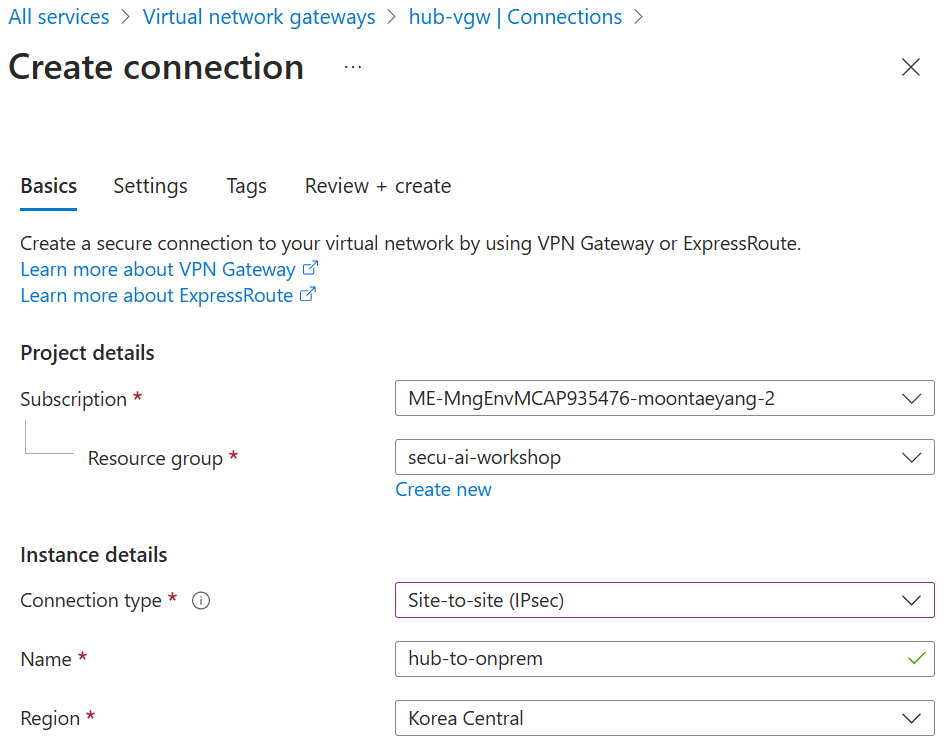 All services > Virtual network gateways > hub-vgw | Connections >
Create connection ...
Basics Settings Tags Review + create
Create a secure connection to your virtual network by using VPN Gateway or ExpressRoute.
Learn more about VPN Gateway
Learn more about ExpressRoute
Project details
Subscription * ME-MngEnvMCAP935476-moontaeyang-2
Resource group * secu-ai-workshop
Create new
Instance details
Connection type * Site-to-site (IPsec)
Name * hub-to-onprem
Region * Korea Central